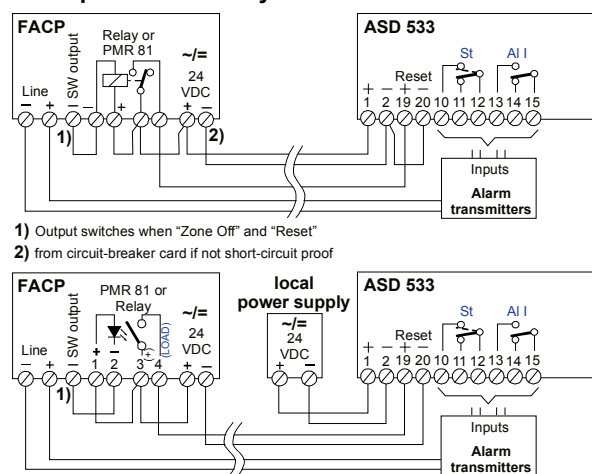 FACP
Relay or
PMR 81
~/=
24
VDC
Line
I SW output
− + − + + −
1) 2)
ASD 533
St Al I
Reset
+ − + −
1 2 19 20 10 11 12 13 14 15
Inputs
Alarm
transmitters
1) Output switches when “Zone Off” and “Reset”
2) from circuit-breaker card if not short-circuit proof
FACP
PMR 81 or
Relay
~/=
24
VDC
Line
I SW output
(LOAD)
− + + − (+) + −
1 2 3 4
1)
local
power supply
~/=
24
VDC
+ −
ASD 533
St Al I
Reset
+ − + −
1 2 19 20 10 11 12 13 14 15
Inputs
Alarm
transmitters